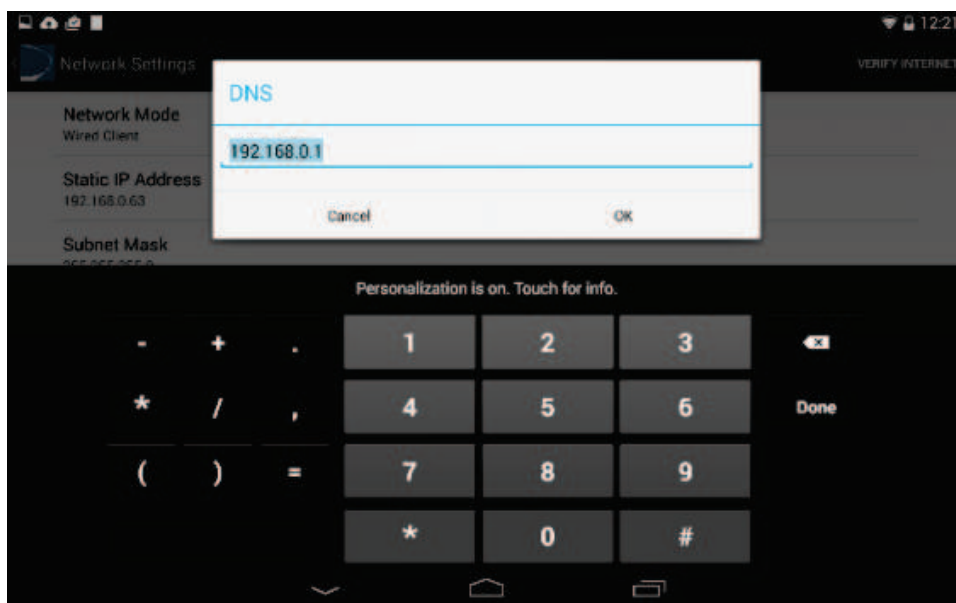 12:21
Network Settings
VERIFY INTERNET
DNS
192.168.0.1
Cancel OK
Network Mode
Wired Client
Static IP Address
192.168.0.63
Subnet Mask
Personalization is on. Touch for info.
- + . 1 2 3
* / , 4 5 6 Done
( ) = 7 8 9
* 0 #